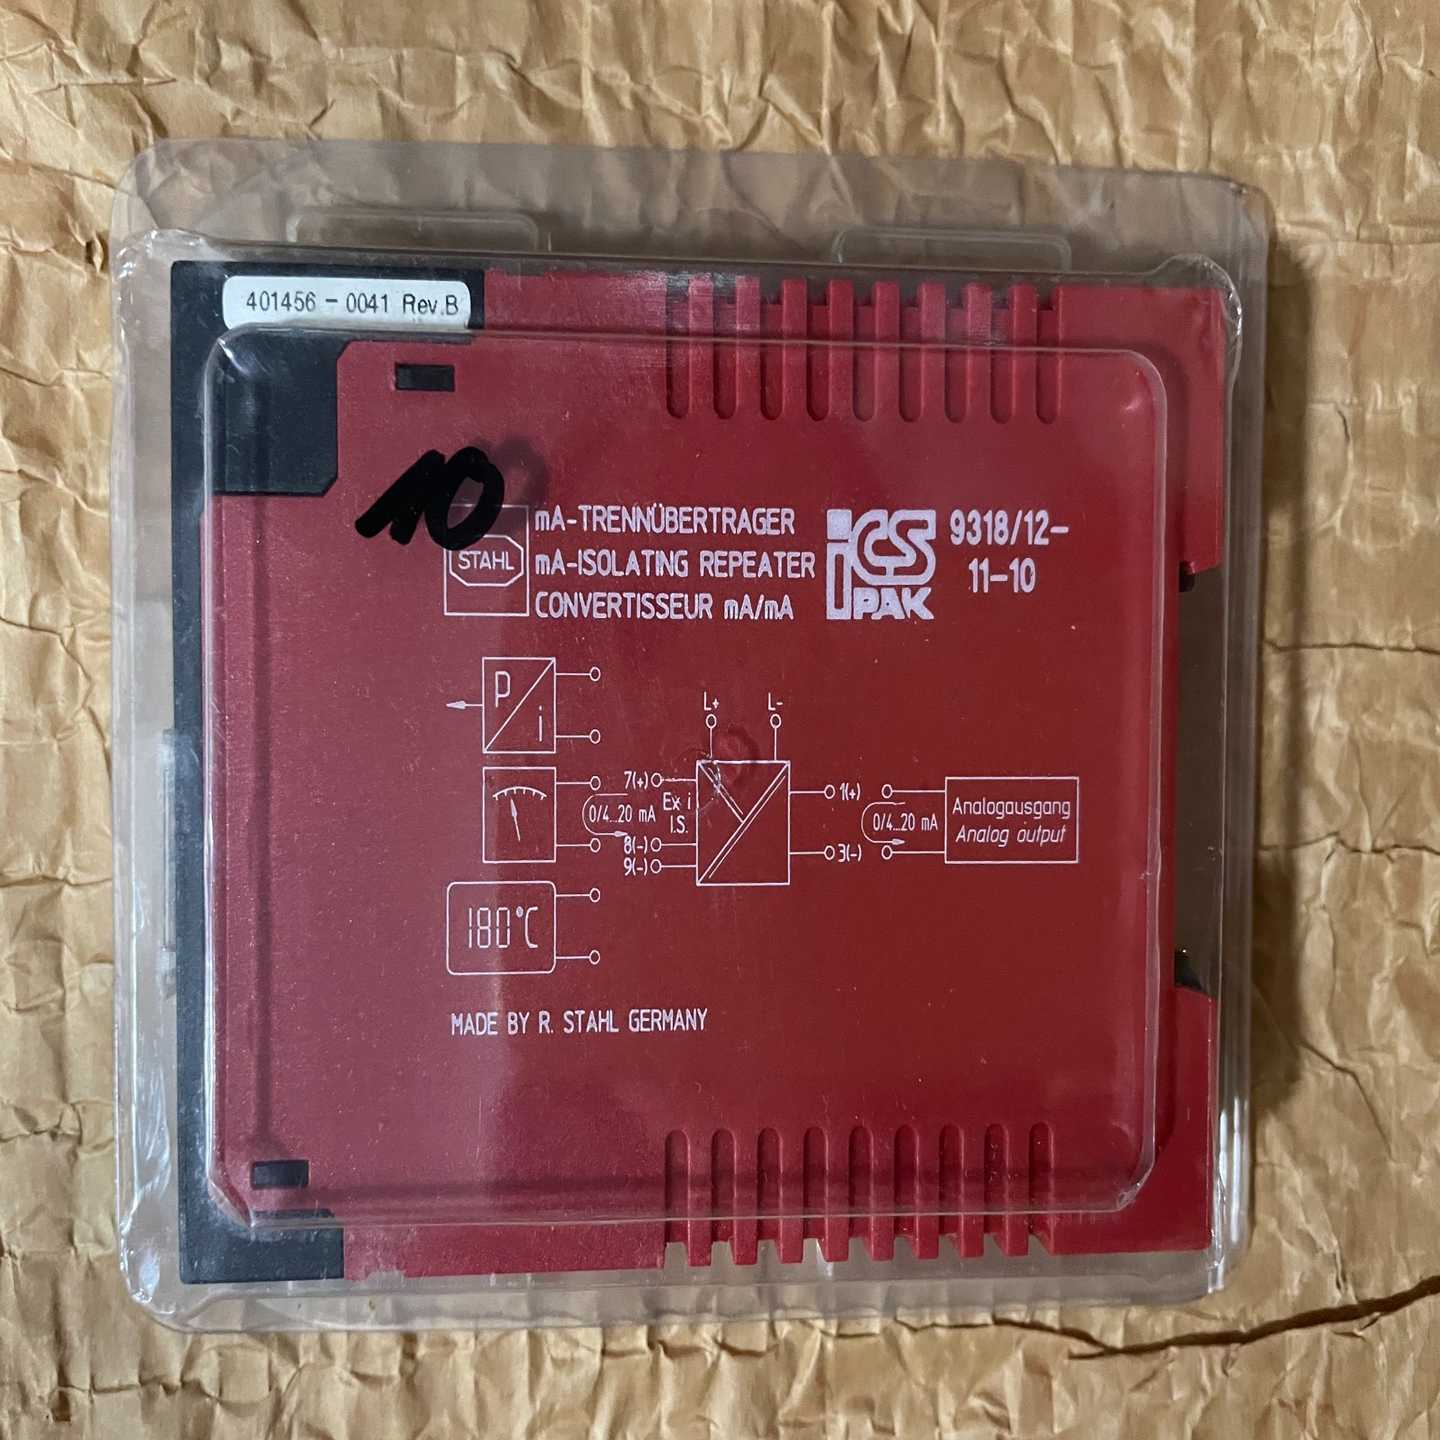 401456 - 0041 Rev.B
10
STAHL
mA-TRENNÜBERTRAGER
mA-ISOLATING REPEATER
CONVERTISSEUR mA/mA
iCS
PAK
9318/12-
11-10
P
i
L+
L-
7(+)
Ex i
I.S.
0/4...20 mA
8(-)
9(-)
1(+)
0/4...20 mA
3(-)
Analogausgang
Analog output
180°C
MADE BY R. STAHL GERMANY